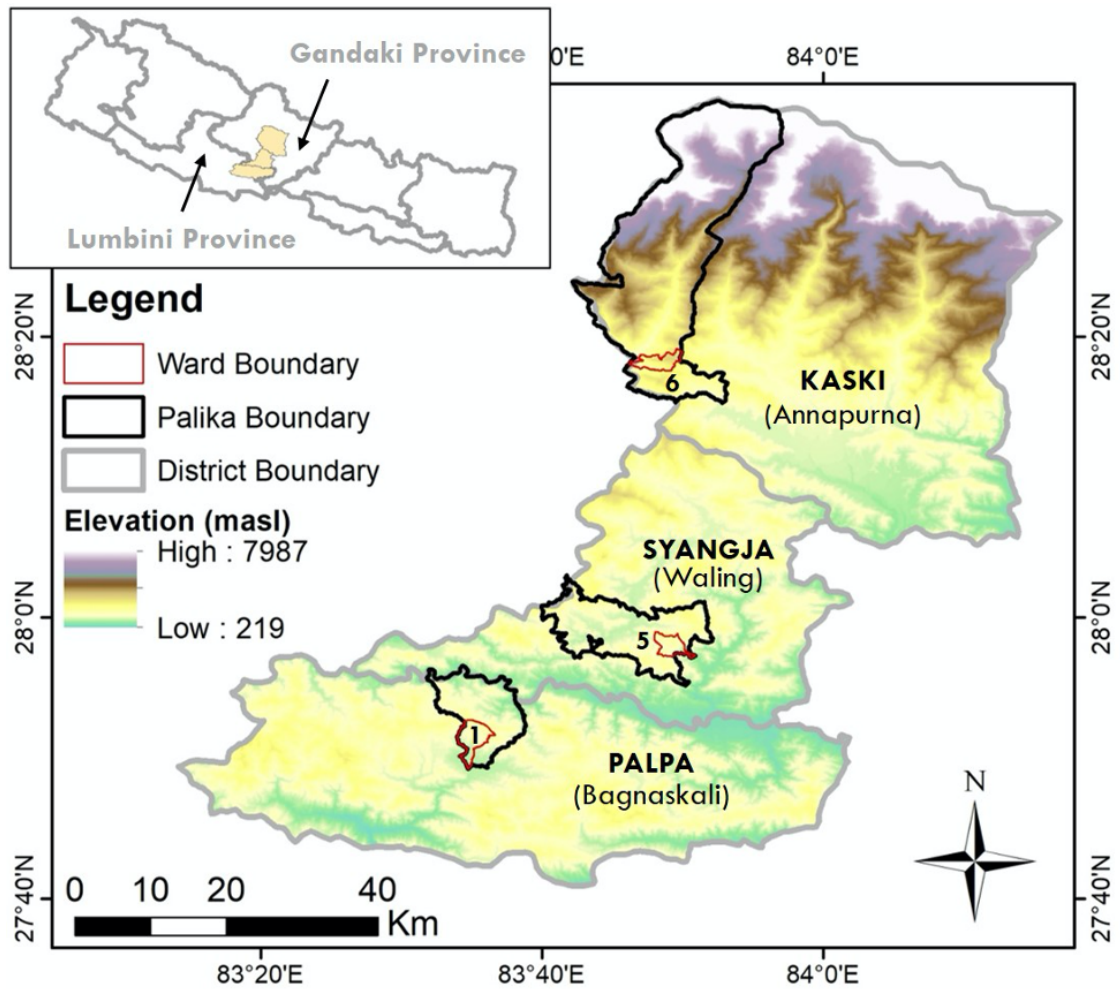 Gandaki Province
Lumbini Province
0'E
84°0'E
Legend
Ward Boundary
Palika Boundary
District Boundary
Elevation (masl)
High : 7987
Low : 219
28°20'N
28°20'N
6
KASKI
(Annapurna)
SYANGJA
(Waling)
28°0'N
28°0'N
5
1
PALPA
(Bagnaskali)
N
0 10 20 40
Km
27°40'N
27°40'N
83°20'E
83°40'E
84°0'E